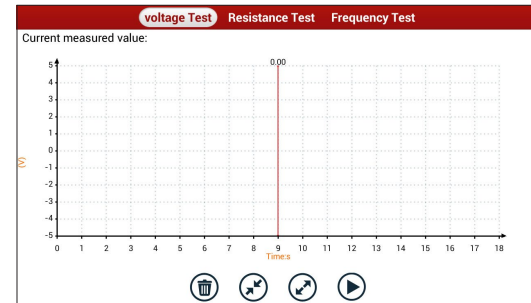 voltage Test Resistance Test Frequency Test
Current measured value:
0.00
5
4
3
2
1
0
-1
-2
-3
-4
-5
(V)
0 1 2 3 4 5 6 7 8 9 10 11 12 13 14 15 16 17 18
Time:s